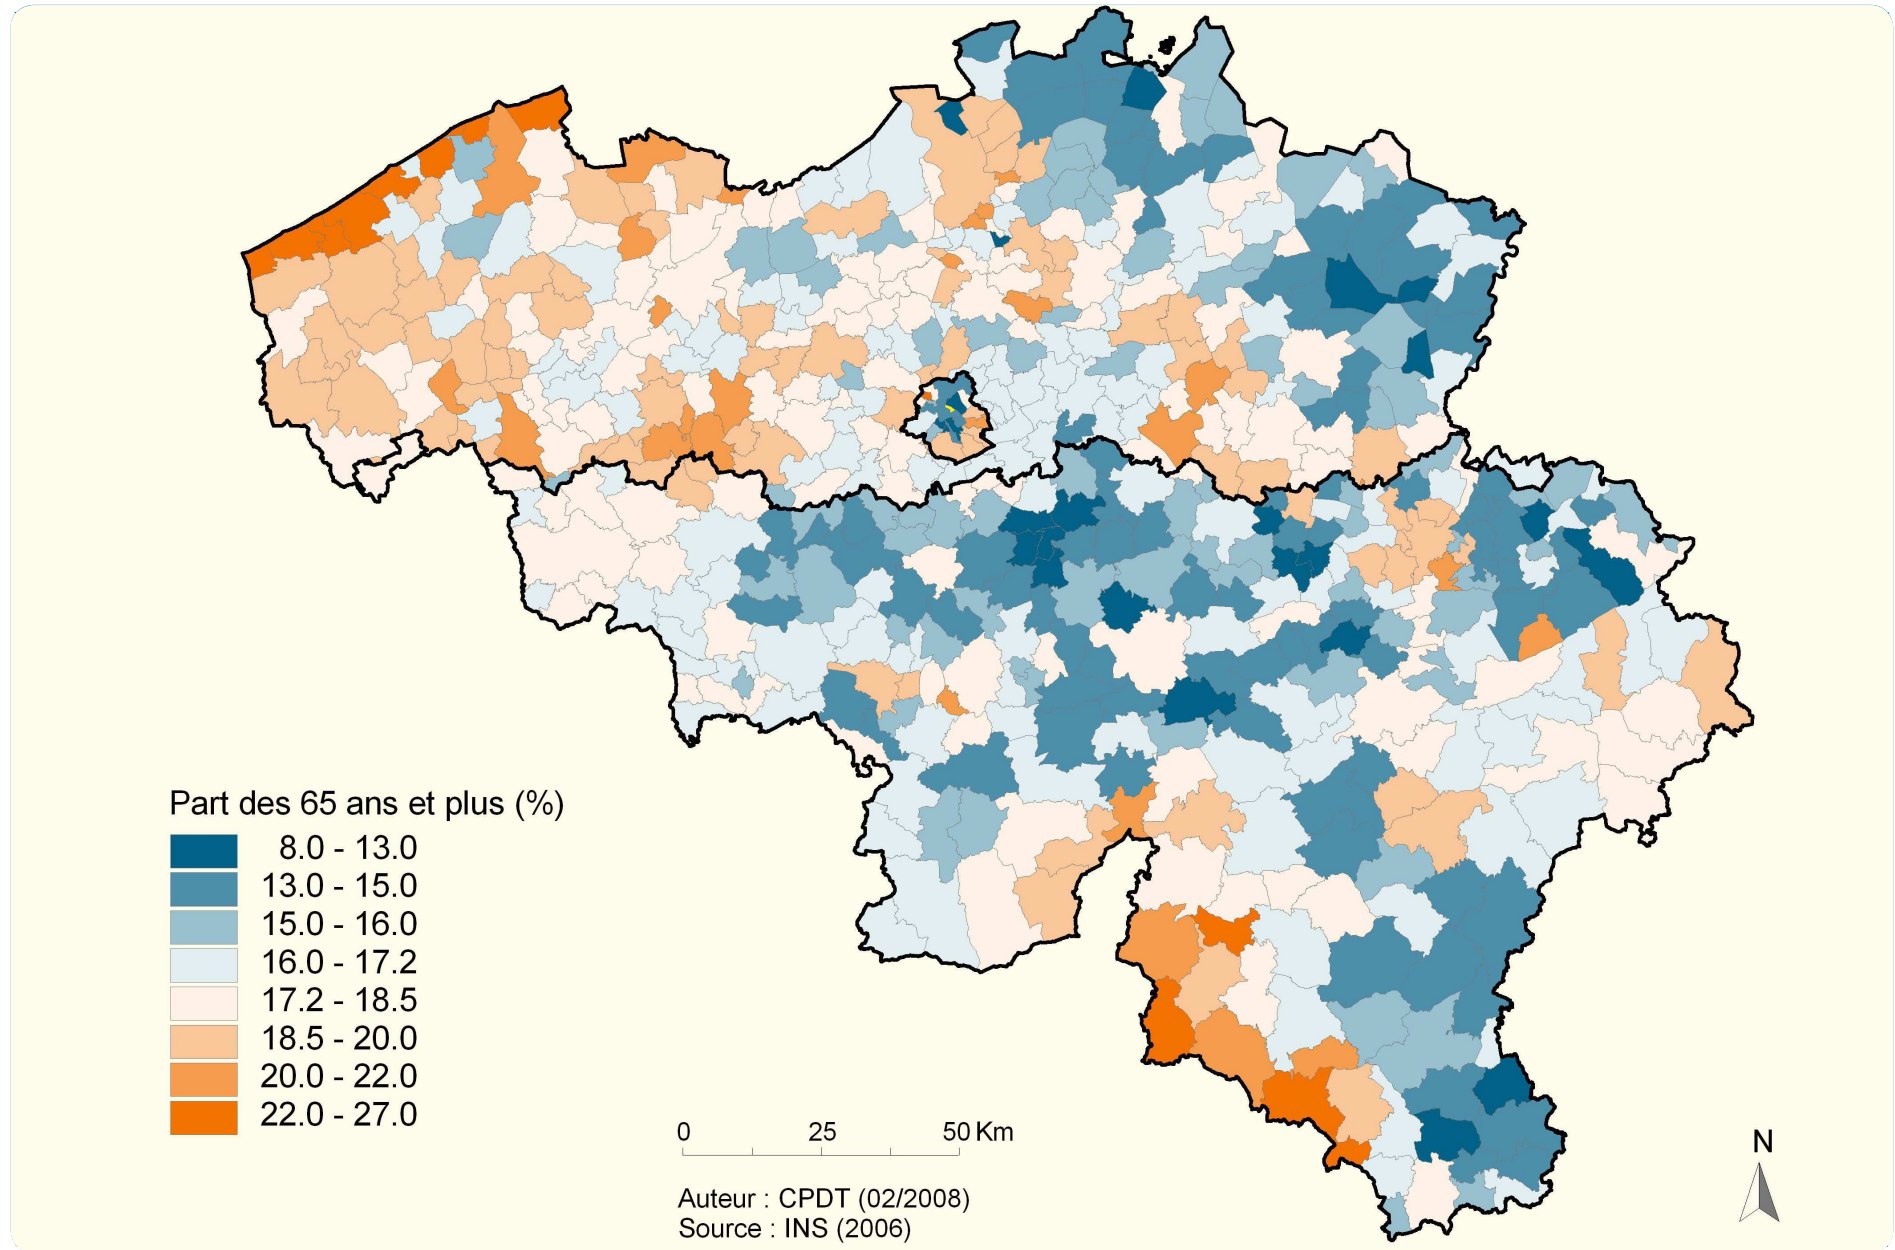 Part des 65 ans et plus (%)
8.0 - 13.0
13.0 - 15.0
15.0 - 16.0
16.0 - 17.2
17.2 - 18.5
18.5 - 20.0
20.0 - 22.0
22.0 - 27.0
0 25 50 Km
Auteur : CPDT (02/2008)
Source : INS (2006)
N